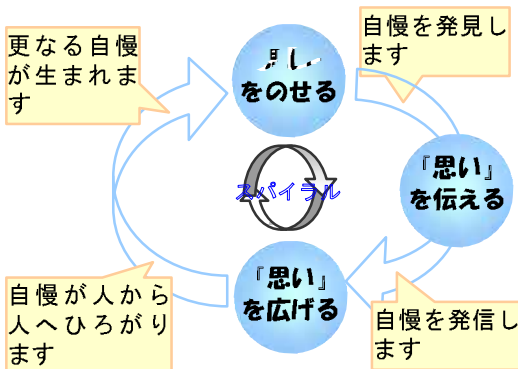 更なる自慢
が生まれま
す
をのせる
自慢を発見し
ます
『思い』
を伝える
スパイラル
『思い』
を広げる
自慢が人から
人へひろがり
ます
自慢を発信し
ます